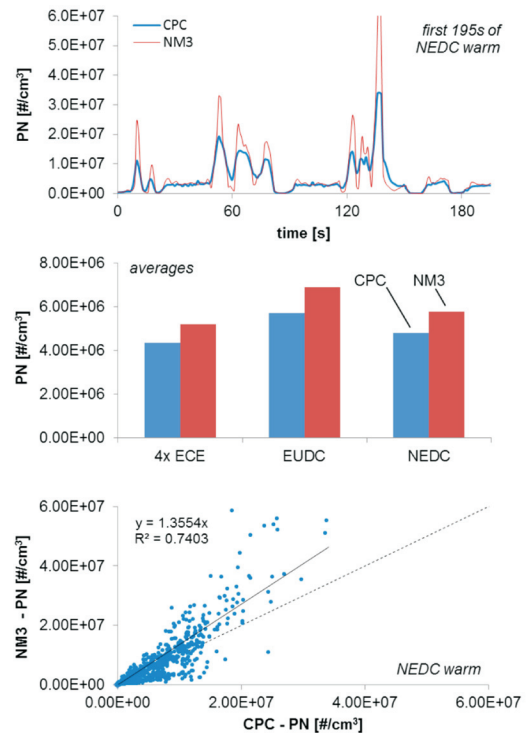 6.0E+07
5.0E+07
4.0E+07
3.0E+07
2.0E+07
1.0E+07
0.0E+00
PN [#/cm³]
CPC
NM3
first 195s of
NEDC warm
0 60 120 180
time [s]
8.00E+06
6.00E+06
4.00E+06
2.00E+06
0.00E+00
PN [#/cm³]
averages
CPC NM3
4x ECE EUDC NEDC
6.00E+07
4.00E+07
2.00E+07
0.00E+00
NM3 - PN [#/cm³]
y = 1.3554x
R² = 0.7403
NEDC warm
0.00E+00 2.00E+07 4.00E+07 6.00E+07
CPC - PN [#/cm³]